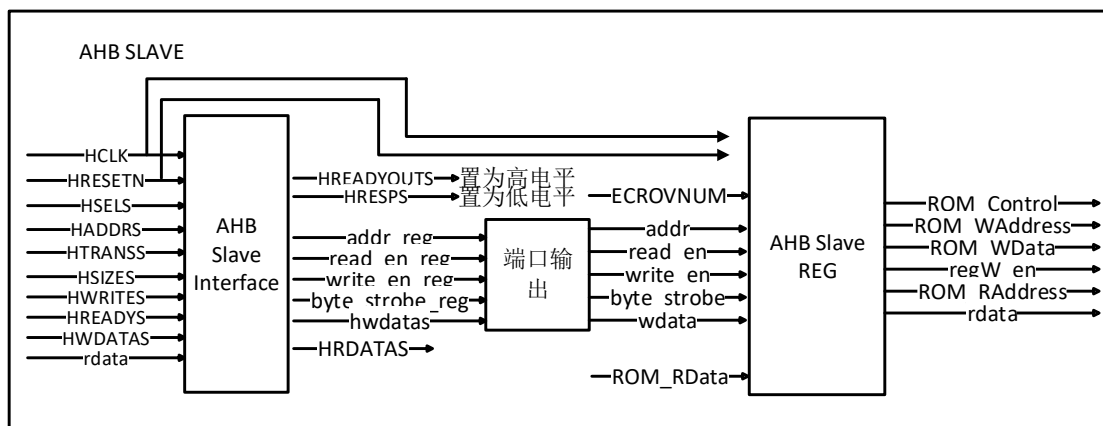 AHB SLAVE
HCLK
HRESETN
HSELS
HADDRS
HTRANSS
HSIZES
HWRITES
HREADYS
HWDATAS
rdata
AHB
Slave
Interface
HREADYOUTS 置为高电平
HRESPS 置为低电平
addr_reg
read_en_reg
write_en_reg
byte_strobe_reg
hwdatas
HRDATAS
端口输
出
ECROVNUM
addr
read_en
write_en
byte_strobe
wdata
ROM_RData
AHB Slave
REG
ROM_Control
ROM_WAddress
ROM_WData
regW_en
ROM_RAddress
rdata